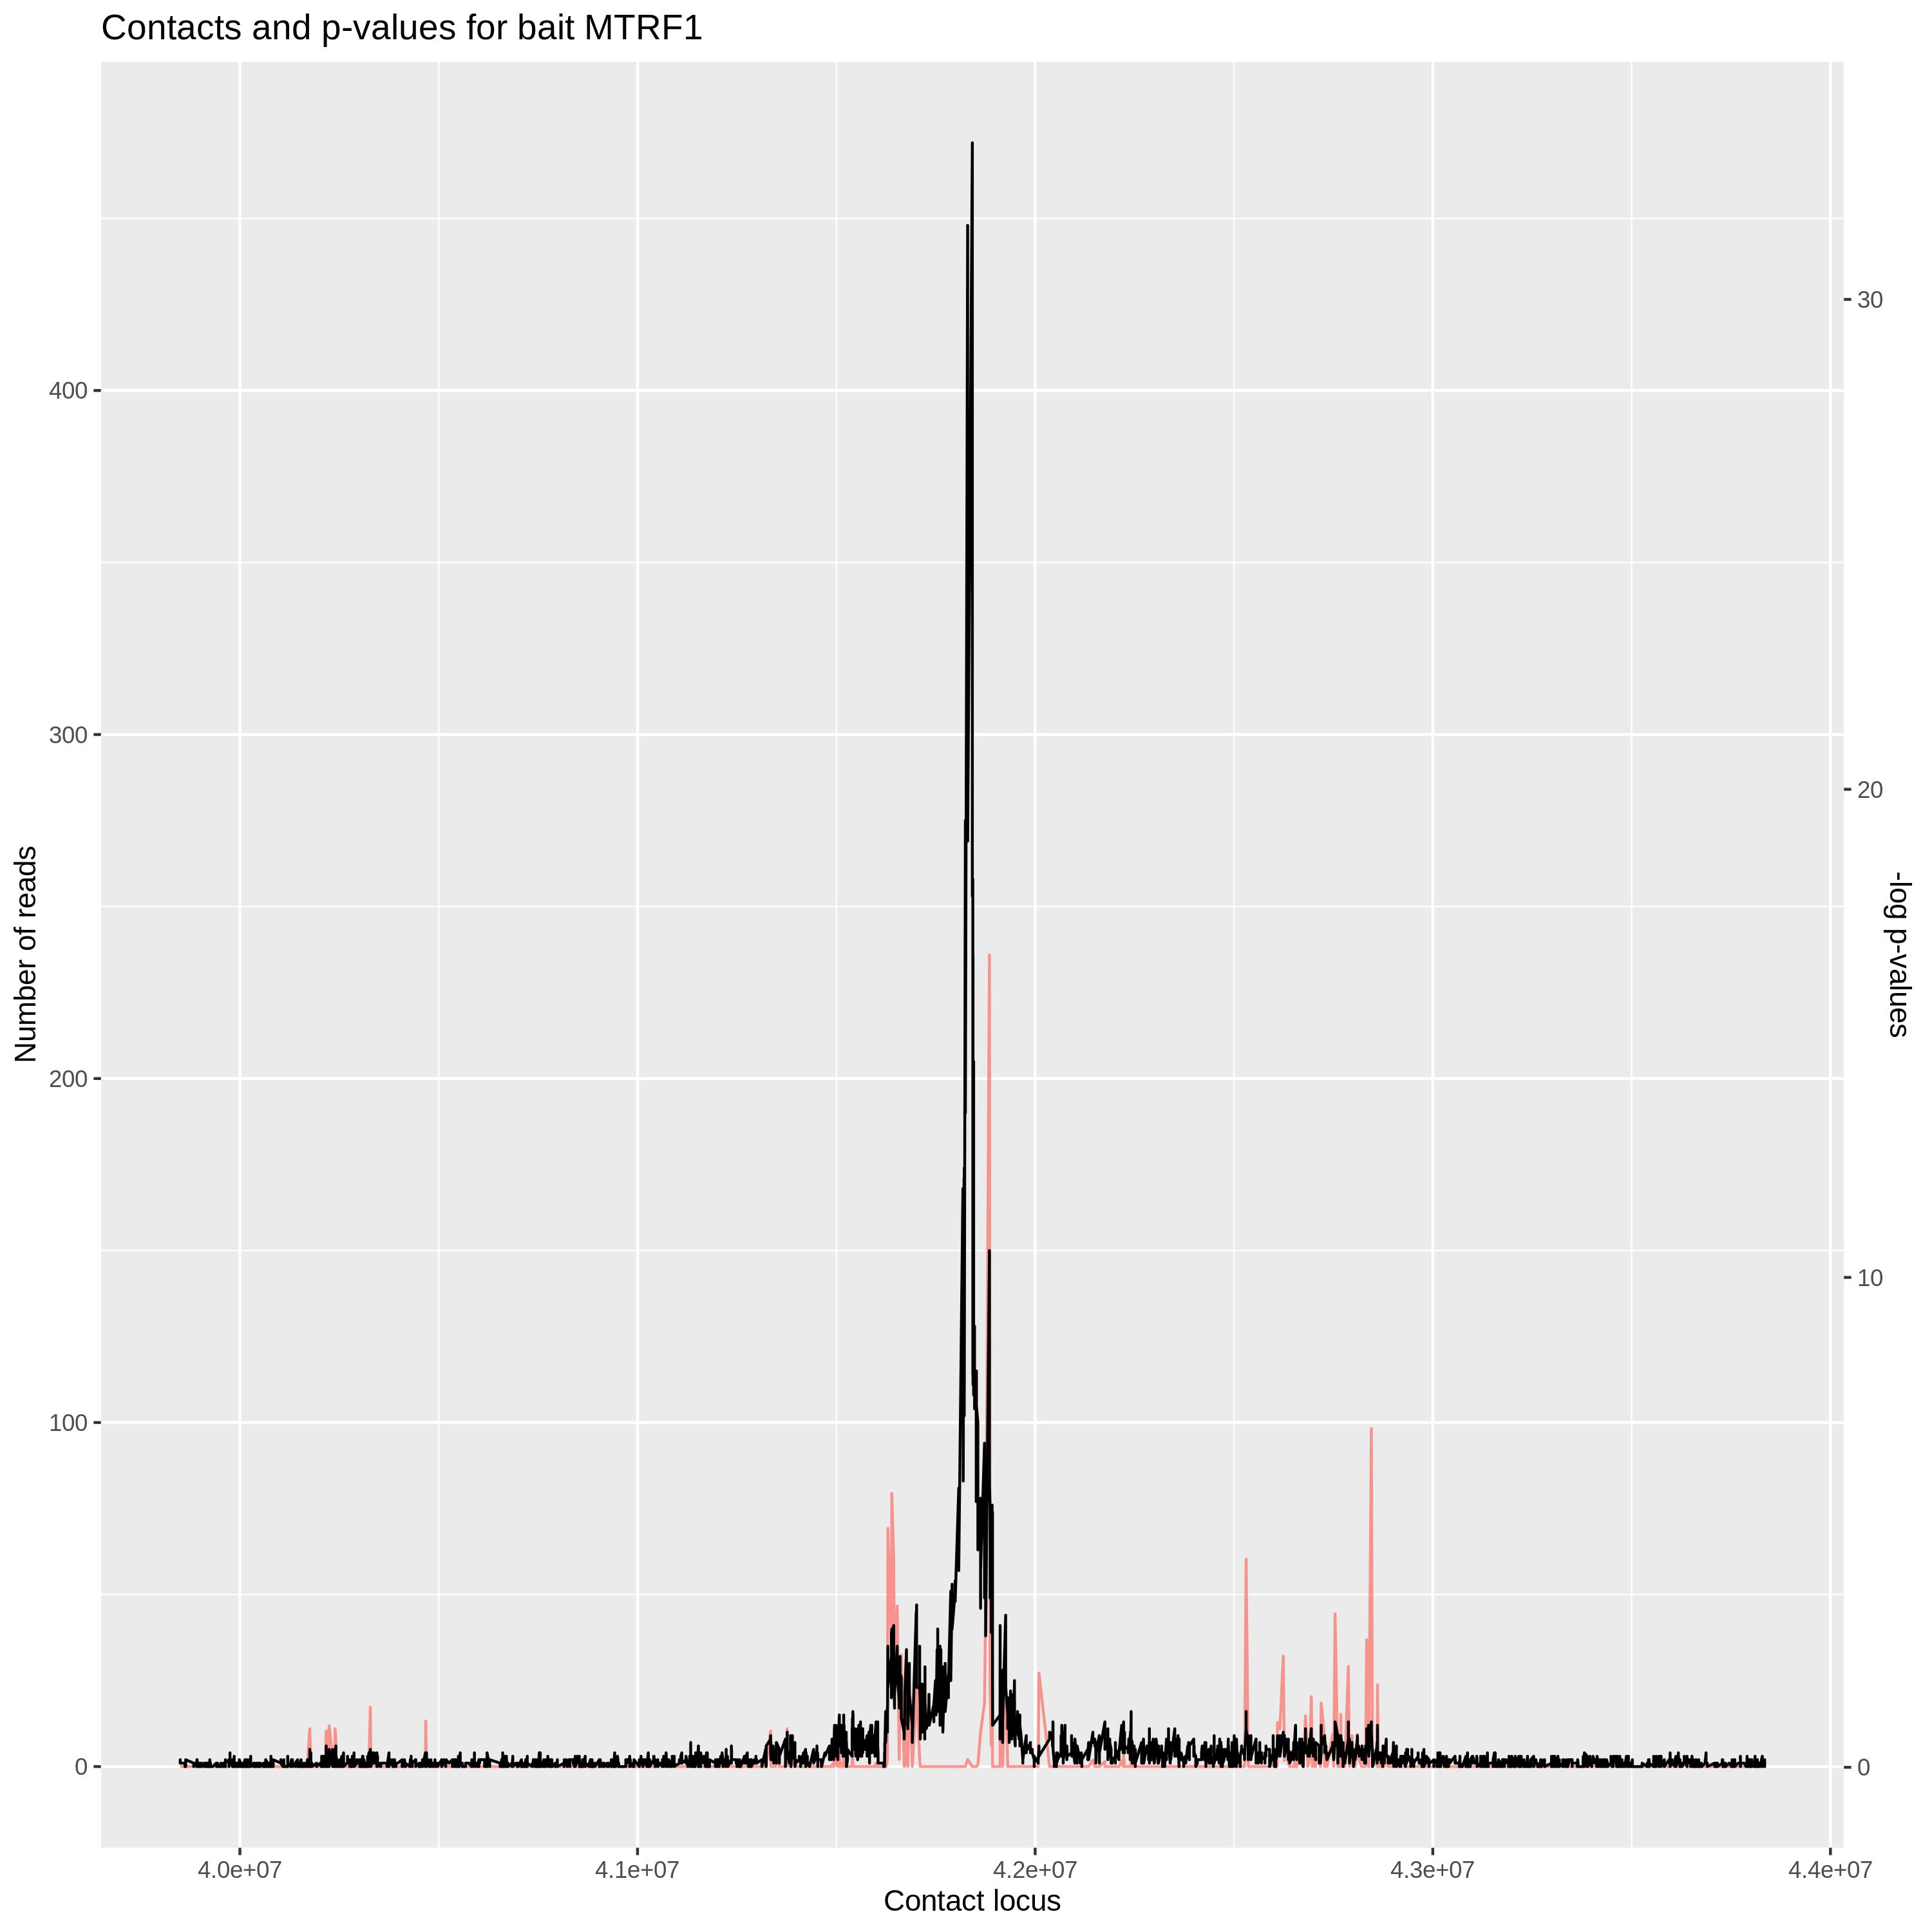 Contacts and p-values for bait MTRF1
Number of reads
400
300
200
100
0
30
20
10
0
-log p-values
4.0e+07
4.1e+07
4.2e+07
4.3e+07
4.4e+07
Contact locus